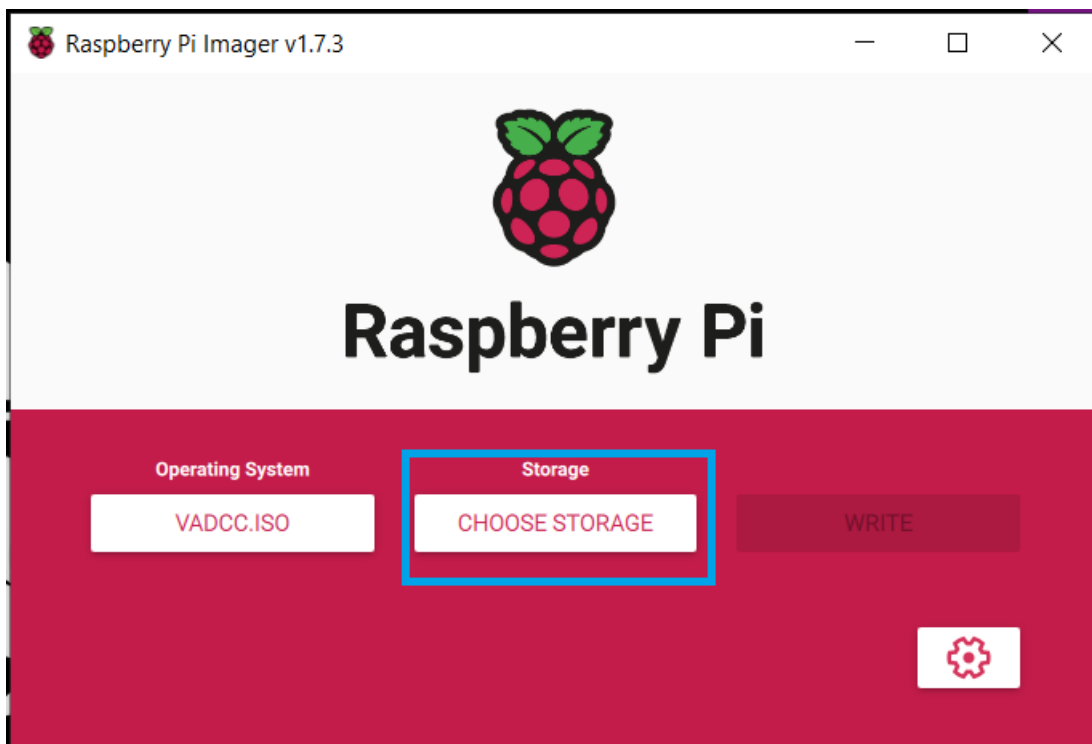 Raspberry Pi Imager v1.7.3
Raspberry Pi
Operating System
Storage
VADCC.ISO
CHOOSE STORAGE
WRITE